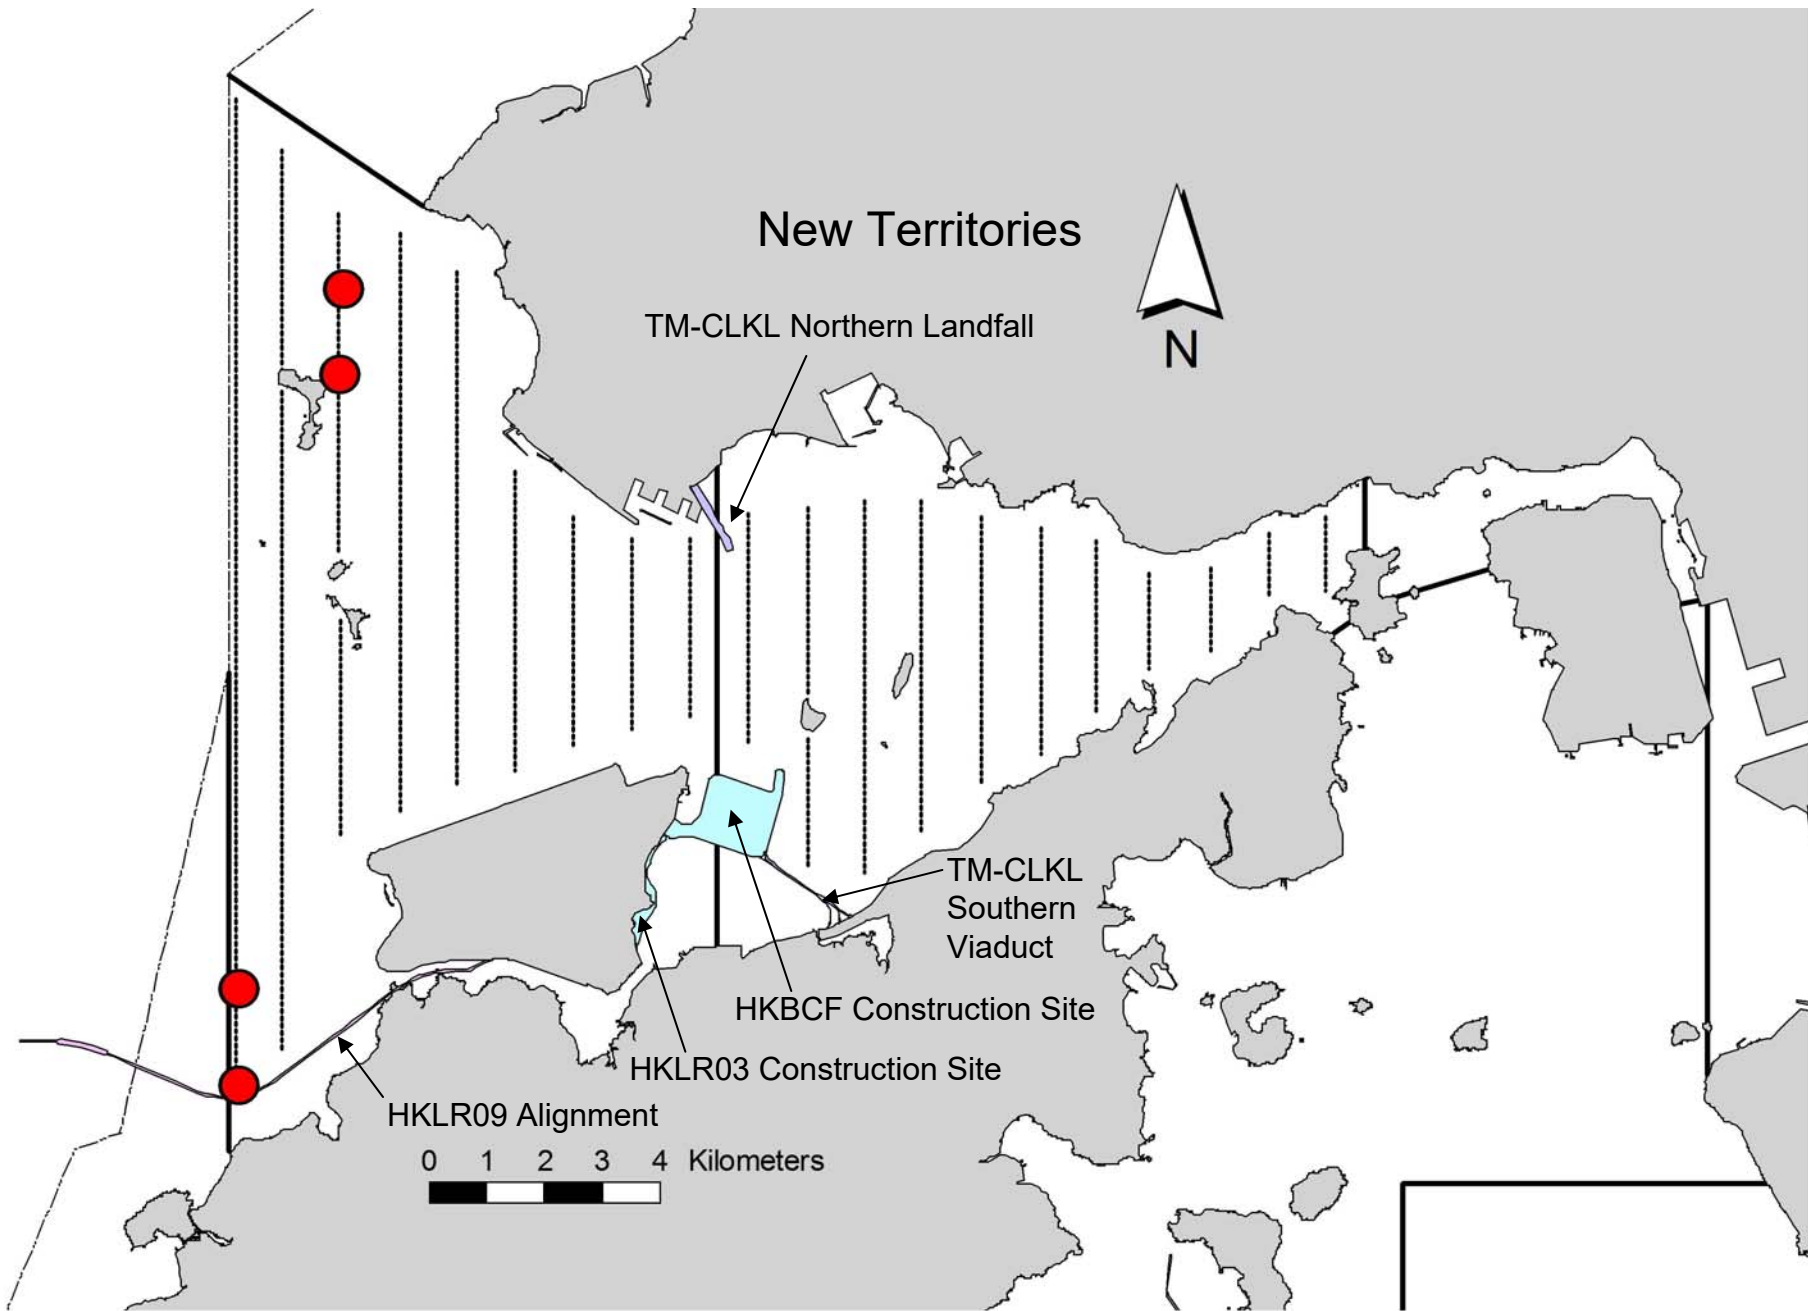 New Territories
TM-CLKL Northern Landfall
N
TM-CLKL
Southern
Viaduct
HKBCF Construction Site
HKLR03 Construction Site
HKLR09 Alignment
0 1 2 3 4 Kilometers